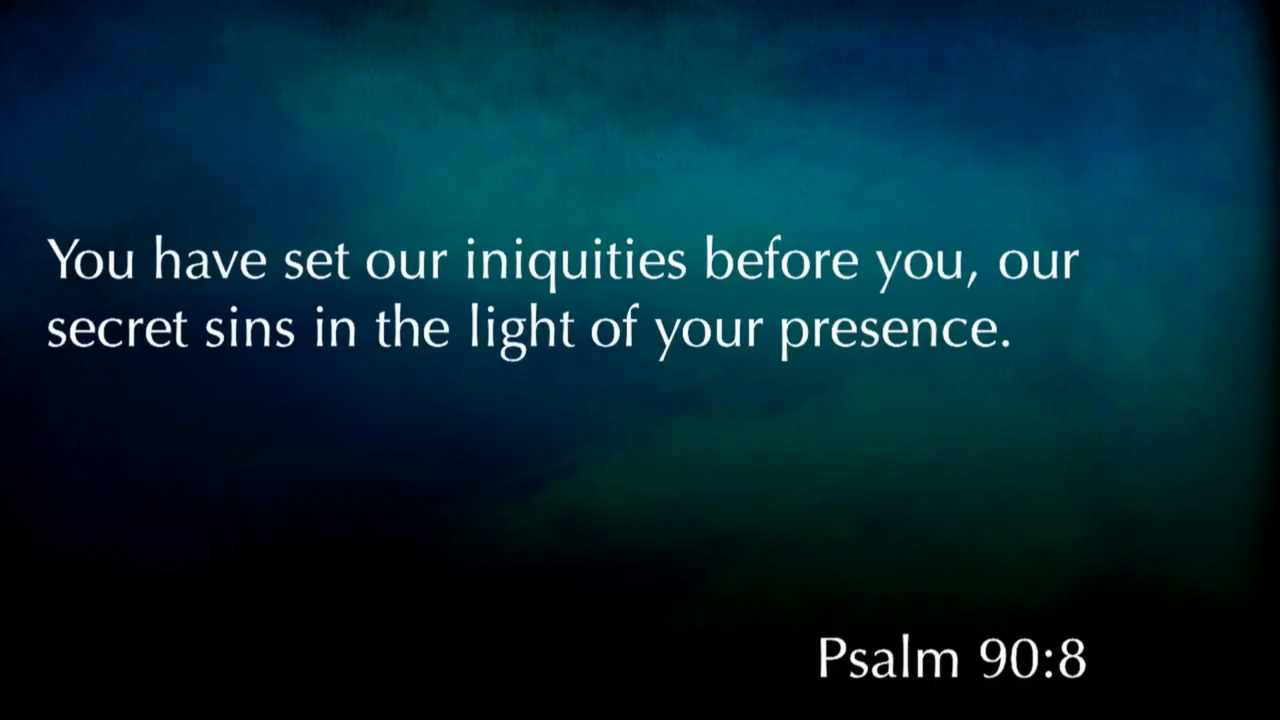 You have set our iniquities before you, our
secret sins in the light of your presence.
Psalm 90:8